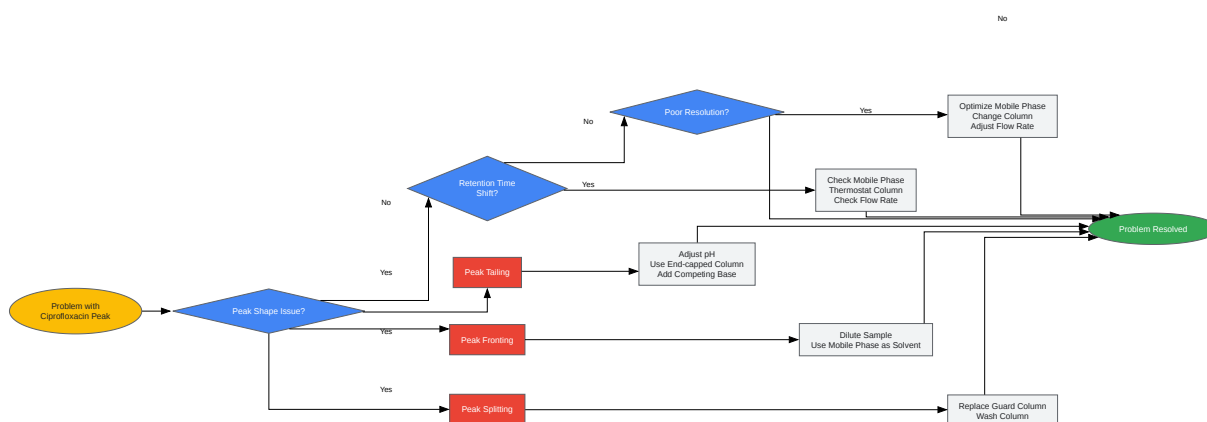 No
Poor Resolution?
Yes
Optimize Mobile Phase
Change Column
Adjust Flow Rate
No
Retention Time
Shift?
Yes
Check Mobile Phase
Thermostat Column
Check Flow Rate
No
Problem Resolved
Adjust pH
Use End-capped Column
Add Competing Base
Yes
Peak Tailing
Problem with
Ciprofloxacin Peak
Peak Shape Issue?
Yes
Peak Fronting
Dilute Sample
Use Mobile Phase as Solvent
Yes
Peak Splitting
Replace Guard Column
Wash Column